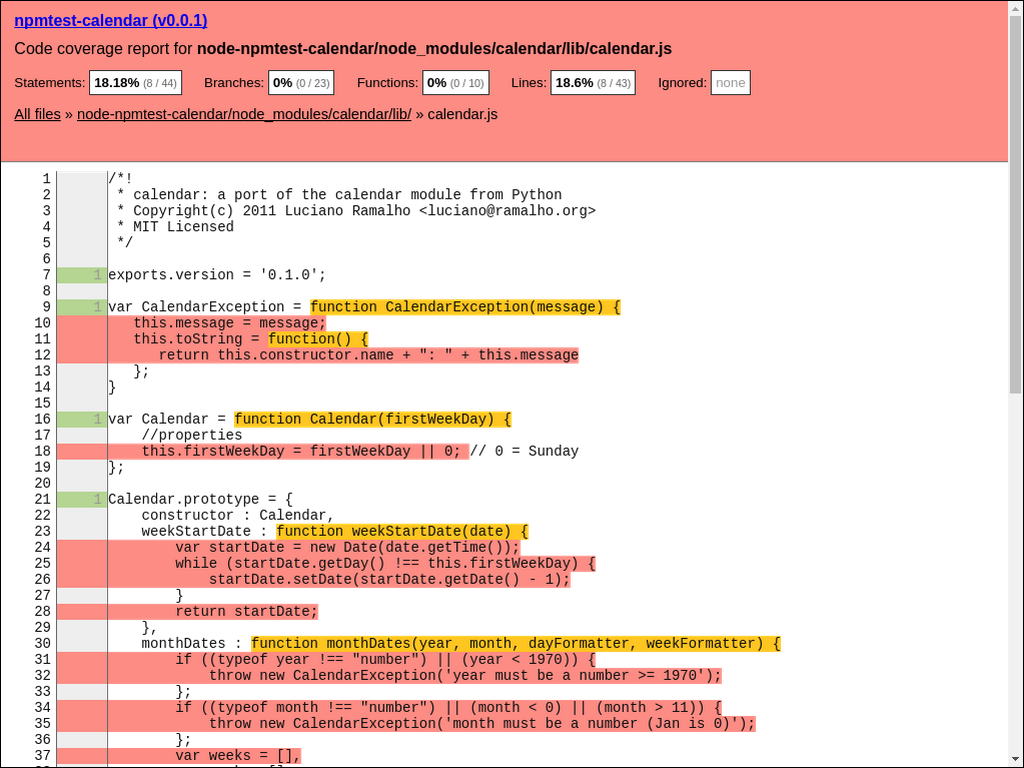 npmtest-calendar (v0.0.1)
Code coverage report for node-npmtest-calendar/node_modules/calendar/lib/calendar.js
Statements: 18.18% (8 / 44) Branches: 0% (0 / 23) Functions: 0% (0 / 10) Lines: 18.6% (8 / 43) Ignored: none
All files » node-npmtest-calendar/node_modules/calendar/lib/ » calendar.js
1 /*!
2  * calendar: a port of the calendar module from Python
3  * Copyright(c) 2011 Luciano Ramalho <luciano@ramalho.org>
4  * MIT Licensed
5  */
6
7 1 exports.version = '0.1.0';
8
9 1 var CalendarException = function CalendarException(message) {
10    this.message = message;
11    this.toString = function() {
12       return this.constructor.name + ": " + this.message
13    };
14 }
15
16 1 var Calendar = function Calendar(firstWeekDay) {
17     //properties
18     this.firstWeekDay = firstWeekDay || 0; // 0 = Sunday
19 };
20
21 1 Calendar.prototype = {
22     constructor : Calendar,
23     weekStartDate : function weekStartDate(date) {
24         var startDate = new Date(date.getTime());
25         while (startDate.getDay() !== this.firstWeekDay) {
26             startDate.setDate(startDate.getDate() - 1);
27         }
28         return startDate;
29     },
30     monthDates : function monthDates(year, month, dayFormatter, weekFormatter) {
31         if ((typeof year !== "number") || (year < 1970)) {
32             throw new CalendarException('year must be a number >= 1970');
33         };
34         if ((typeof month !== "number") || (month < 0) || (month > 11)) {
35             throw new CalendarException('month must be a number (Jan is 0)');
36         };
37         var weeks = [],